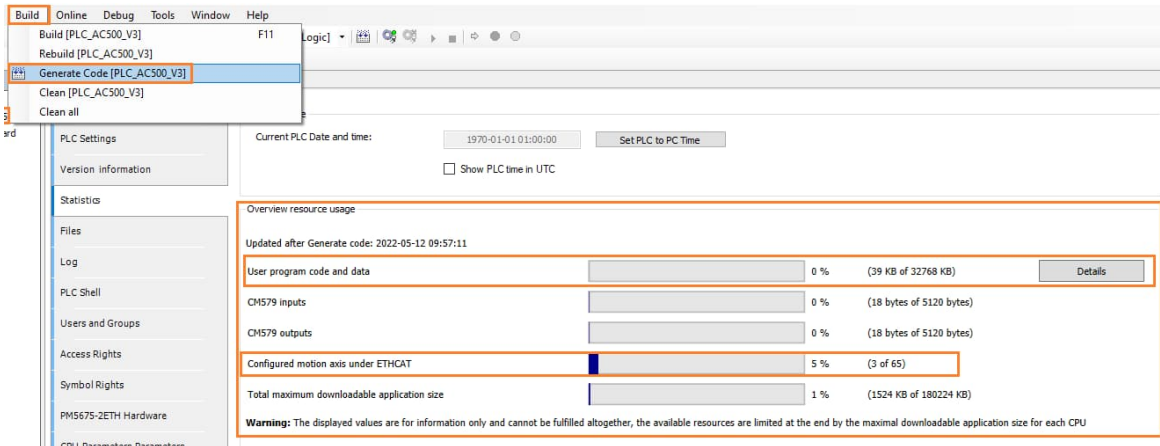 Build Online Debug Tools Window Help
Build [PLC_AC500_V3] F11
Logic]
Rebuild [PLC_AC500_V3]
Generate Code [PLC_AC500_V3]
Clean [PLC_AC500_V3]
Clean all
PLC Settings
Current PLC Date and time: 1970-01-01 01:00:00 Set PLC to PC Time
Version information
Show PLC time in UTC
Statistics
Overview resource usage
Files
Updated after Generate code: 2022-05-12 09:57:11
Log
User program code and data 0 % (39 KB of 32768 KB) Details
PLC Shell
CM579 inputs 0 % (18 bytes of 5120 bytes)
Users and Groups
CM579 outputs 0 % (18 bytes of 5120 bytes)
Access Rights
Configured motion axis under ETHCAT 5 % (3 of 65)
Symbol Rights
Total maximum downloadable application size 1 % (1524 KB of 180224 KB)
PM5675-2ETH Hardware
Warning: The displayed values are for information only and cannot be fulfilled altogether, the available resources are limited at the end by the maximal downloadable application size for each CPU
CPU Parameters Parameters